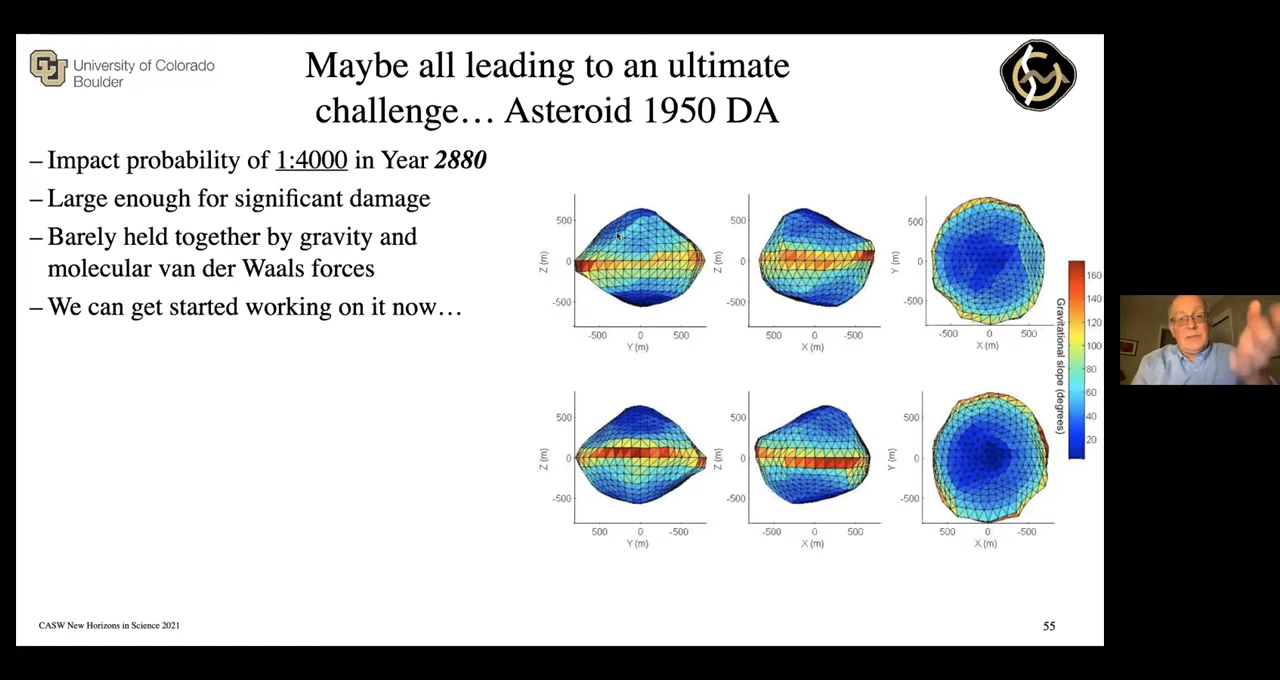 University of Colorado
Boulder
Maybe all leading to an ultimate
challenge… Asteroid 1950 DA
– Impact probability of 1:4000 in Year 2880
– Large enough for significant damage
– Barely held together by gravity and
molecular van der Waals forces
– We can get started working on it now…
500
0
-500
Z (m)
-500 0 500
Y (m)
500
0
-500
Z (m)
500 0 -500
X (m)
500
0
-500
Y (m)
-500 0 500
X (m)
500
0
-500
Z (m)
500 0 -500
Y (m)
500
0
-500
Z (m)
-500 0 500
X (m)
500
0
-500
Y (m)
500 0 -500
X (m)
Gravitational slope (degrees)
160
140
120
100
80
60
40
20
CASW New Horizons in Science 2021
55